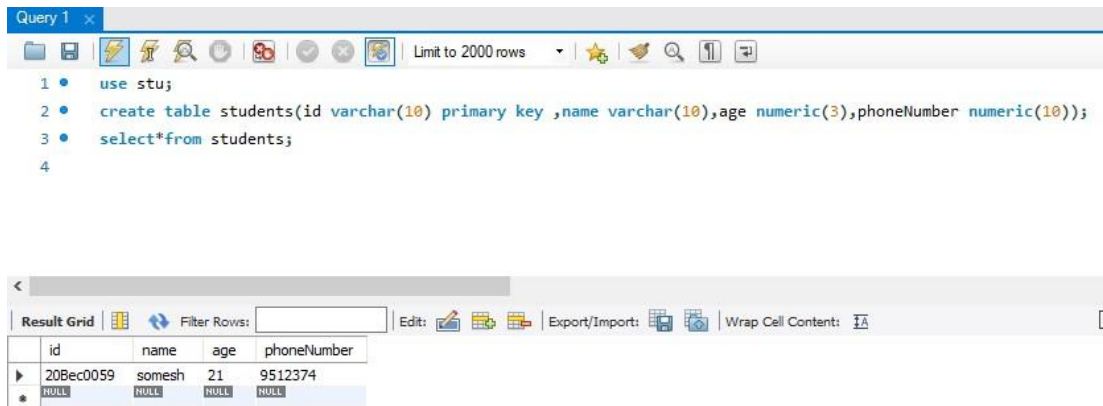 Query 1
Limit to 2000 rows
1 use stu;
2 create table students(id varchar(10) primary key ,name varchar(10),age numeric(3),phoneNumber numeric(10));
3 select*from students;
4
Result Grid Filter Rows: Edit: Export/Import: Wrap Cell Content: IA
id name age phoneNumber
20Bec0059 somesh 21 9512374
NULL NULL NULL NULL